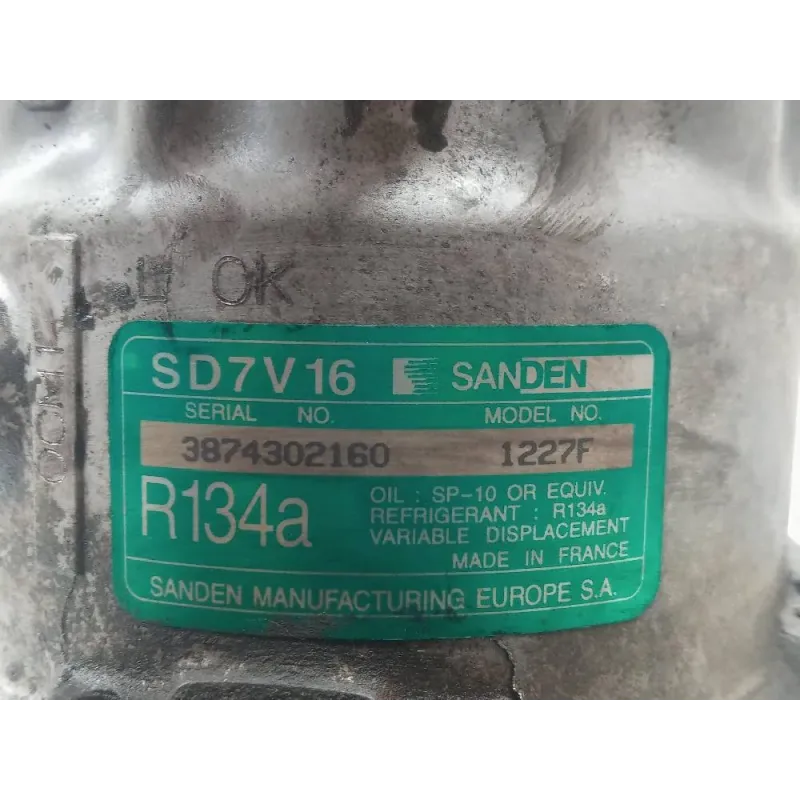 OK
SD7V16 SANDEN
SERIAL NO. MODEL NO.
3874302160 1227F
R134a
OIL : SP-10 OR EQUIV.
REFRIGERANT : R134a
VARIABLE DISPLACEMENT
MADE IN FRANCE
SANDEN MANUFACTURING EUROPE S.A.